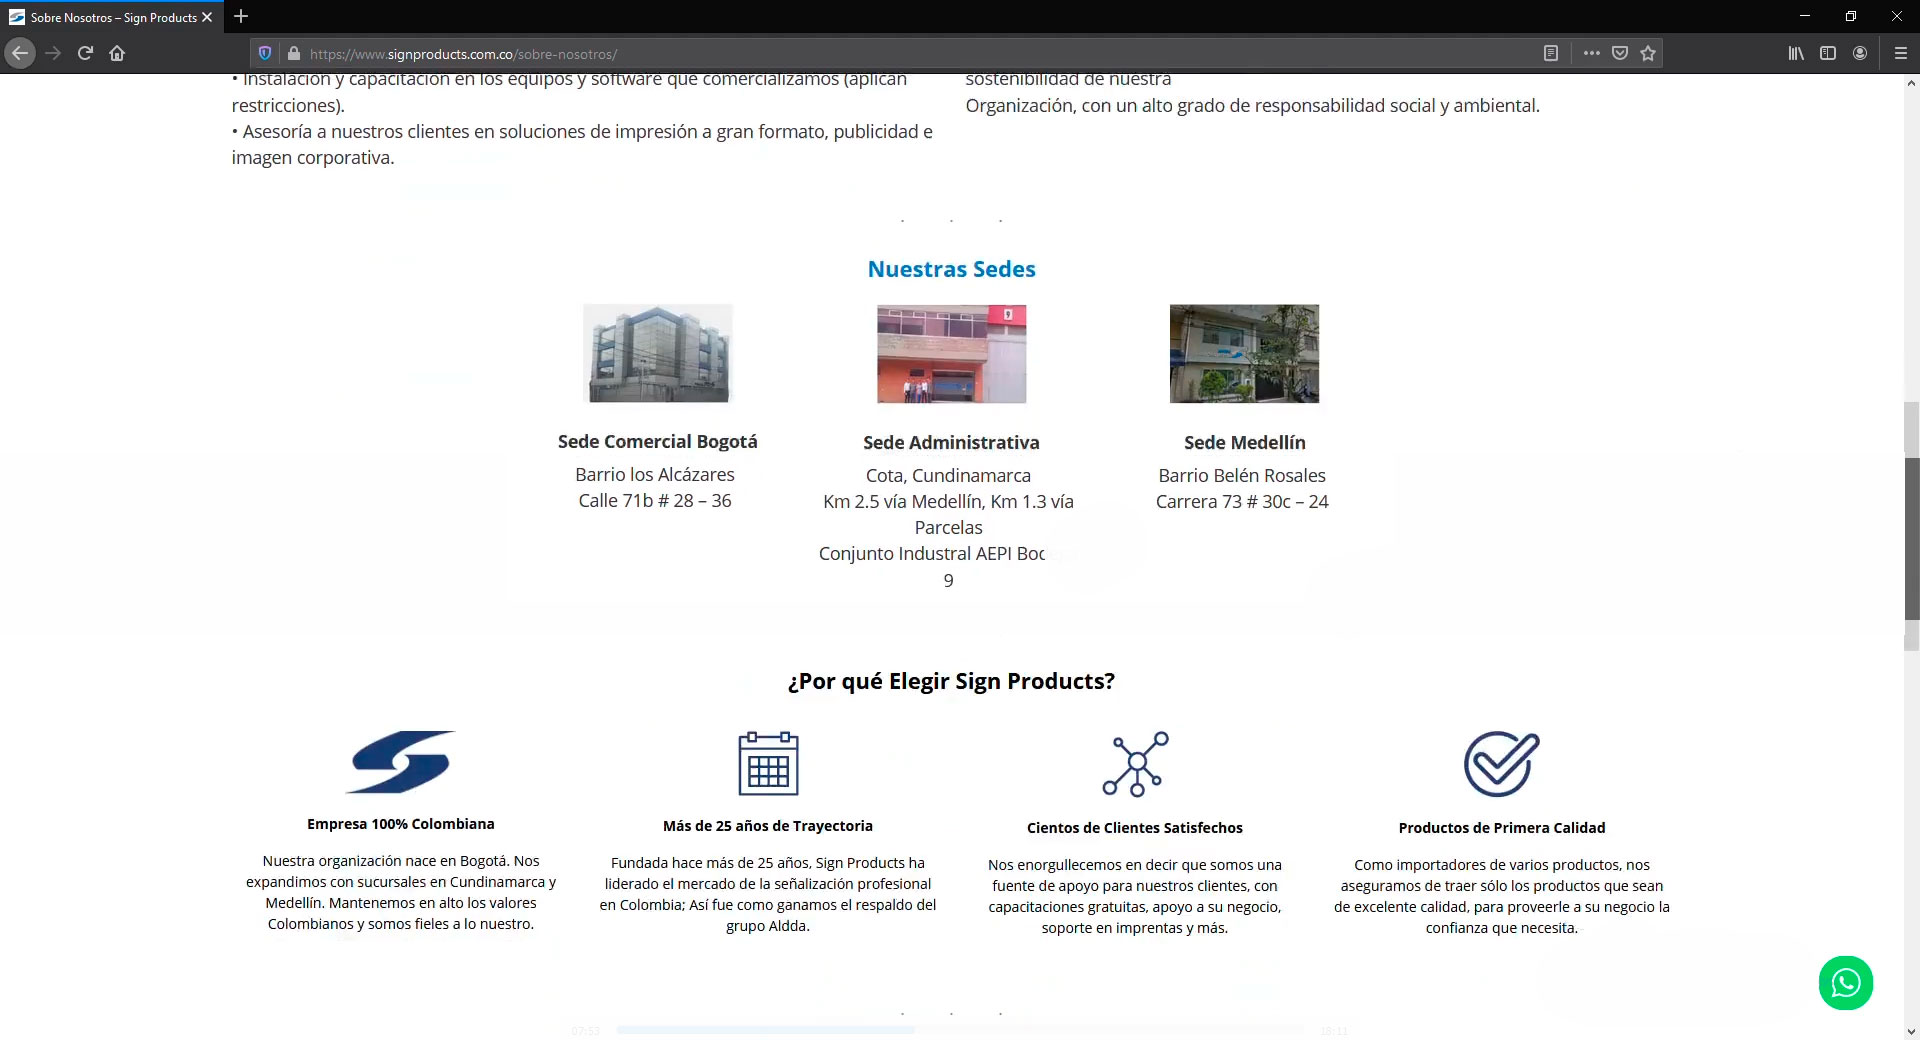 Sobre Nosotros – Sign Products
https://www.signproducts.com.co/sobre-nosotros/
• Instalación y capacitación en los equipos y software que comercializamos (aplican
restricciones).
• Asesoría a nuestros clientes en soluciones de impresión a gran formato, publicidad e
imagen corporativa.
sostenibilidad de nuestra
Organización, con un alto grado de responsabilidad social y ambiental.
Nuestras Sedes
Sede Comercial Bogotá
Barrio los Alcázares
Calle 71b # 28 – 36
Sede Administrativa
Cota, Cundinamarca
Km 2.5 vía Medellín, Km 1.3 vía
Parcelas
Conjunto Industral AEPI
9
Sede Medellín
Barrio Belén Rosales
Carrera 73 # 30c – 24
¿Por qué Elegir Sign Products?
Empresa 100% Colombiana
Nuestra organización nace en Bogotá. Nos
expandimos con sucursales en Cundinamarca y
Medellín. Mantenemos en alto los valores
Colombianos y somos fieles a lo nuestro.
Más de 25 años de Trayectoria
Fundada hace más de 25 años, Sign Products ha
liderado el mercado de la señalización profesional
en Colombia; Así fue como ganamos el respaldo del
grupo Aldda.
Cientos de Clientes Satisfechos
Nos enorgullecemos en decir que somos una
fuente de apoyo para nuestros clientes, con
capacitaciones gratuitas, apoyo a su negocio,
soporte en imprentas y más.
Productos de Primera Calidad
Como importadores de varios productos, nos
aseguramos de traer sólo los productos que sean
de excelente calidad, para proveerle a su negocio la
confianza que necesita.
07:53